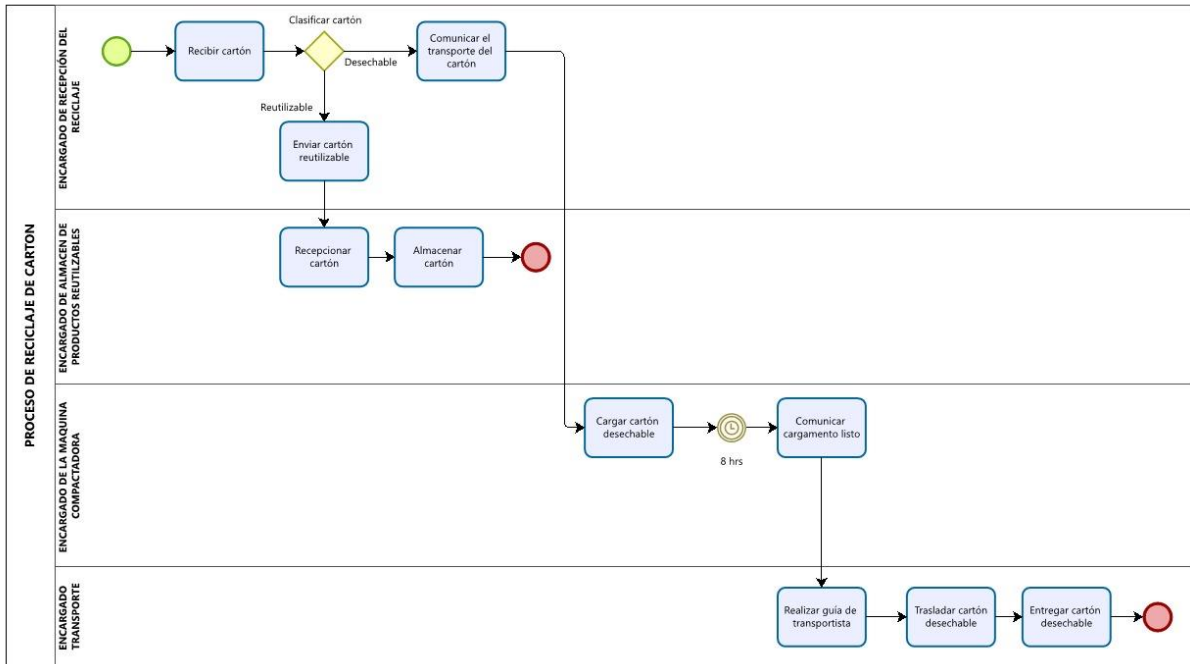 PROCESO DE RECICLAJE DE CARTON
ENCARGADO DE RECEPCIÓN DEL
RECICLAJE
Clasificar cartón
Recibir cartón
Desechable
Comunicar el
transporte del
cartón
Reutilizable
Enviar cartón
reutilizable
ENCARGADO DE ALMACEN DE
PRODUCTOS REUTILIZABLES
Recepcionar
cartón
Almacenar
cartón
ENCARGADO DE LA MAQUINA
COMPACTADORA
Cargar cartón
desechable
8 hrs
Comunicar
cargamento listo
ENCARGADO
TRANSPORTE
Realizar guía de
transportista
Trasladar cartón
desechable
Entregar cartón
desechable